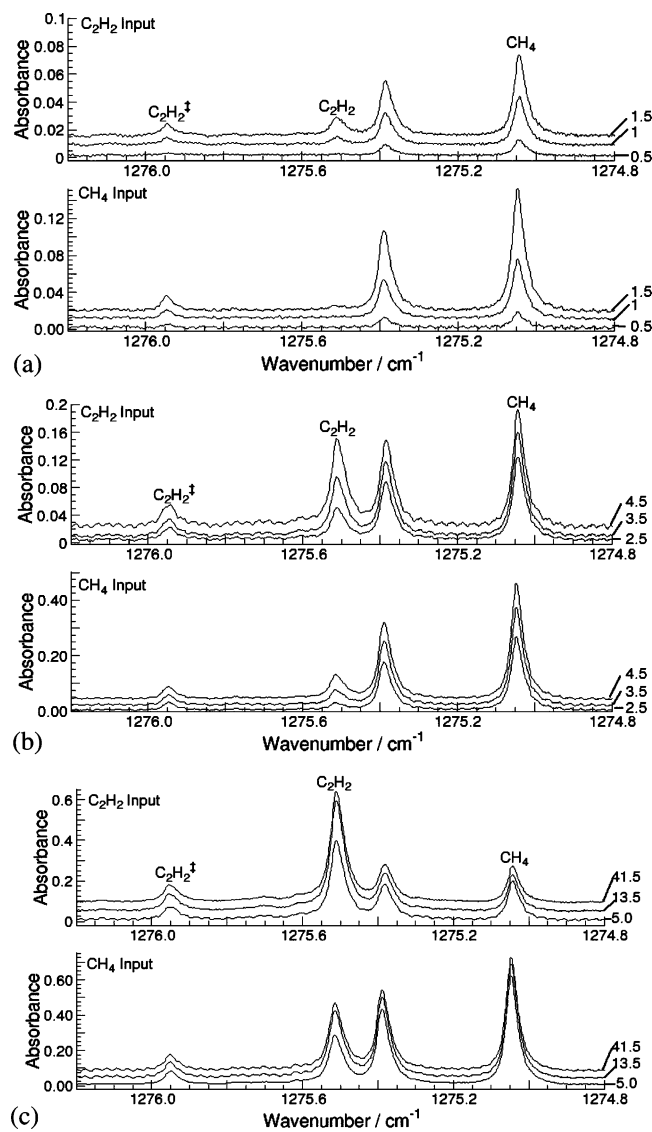 C₂H₂ Input
0.1
0.08
0.06
0.04
0.02
0
Absorbance
C₂H₂‡
C₂H₂
CH₄
1.5
1
0.5
1276.0 1275.6 1275.2 1274.8
CH₄ Input
0.12
0.08
0.04
0.00
Absorbance
1.5
1
0.5
1276.0 1275.6 1275.2 1274.8
Wavenumber / cm⁻¹
(a)
C₂H₂ Input
0.2
0.16
0.12
0.08
0.04
0
Absorbance
C₂H₂‡
C₂H₂
CH₄
4.5
3.5
2.5
1276.0 1275.6 1275.2 1274.8
CH₄ Input
0.40
0.20
0.00
Absorbance
4.5
3.5
2.5
1276.0 1275.6 1275.2 1274.8
Wavenumber / cm⁻¹
(b)
C₂H₂ Input
0.6
0.4
0.2
0
Absorbance
C₂H₂‡
C₂H₂
CH₄
41.5
13.5
5.0
1276.0 1275.6 1275.2 1274.8
CH₄ Input
0.60
0.40
0.20
0.00
Absorbance
41.5
13.5
5.0
1276.0 1275.6 1275.2 1274.8
Wavenumber / cm⁻¹
(c)